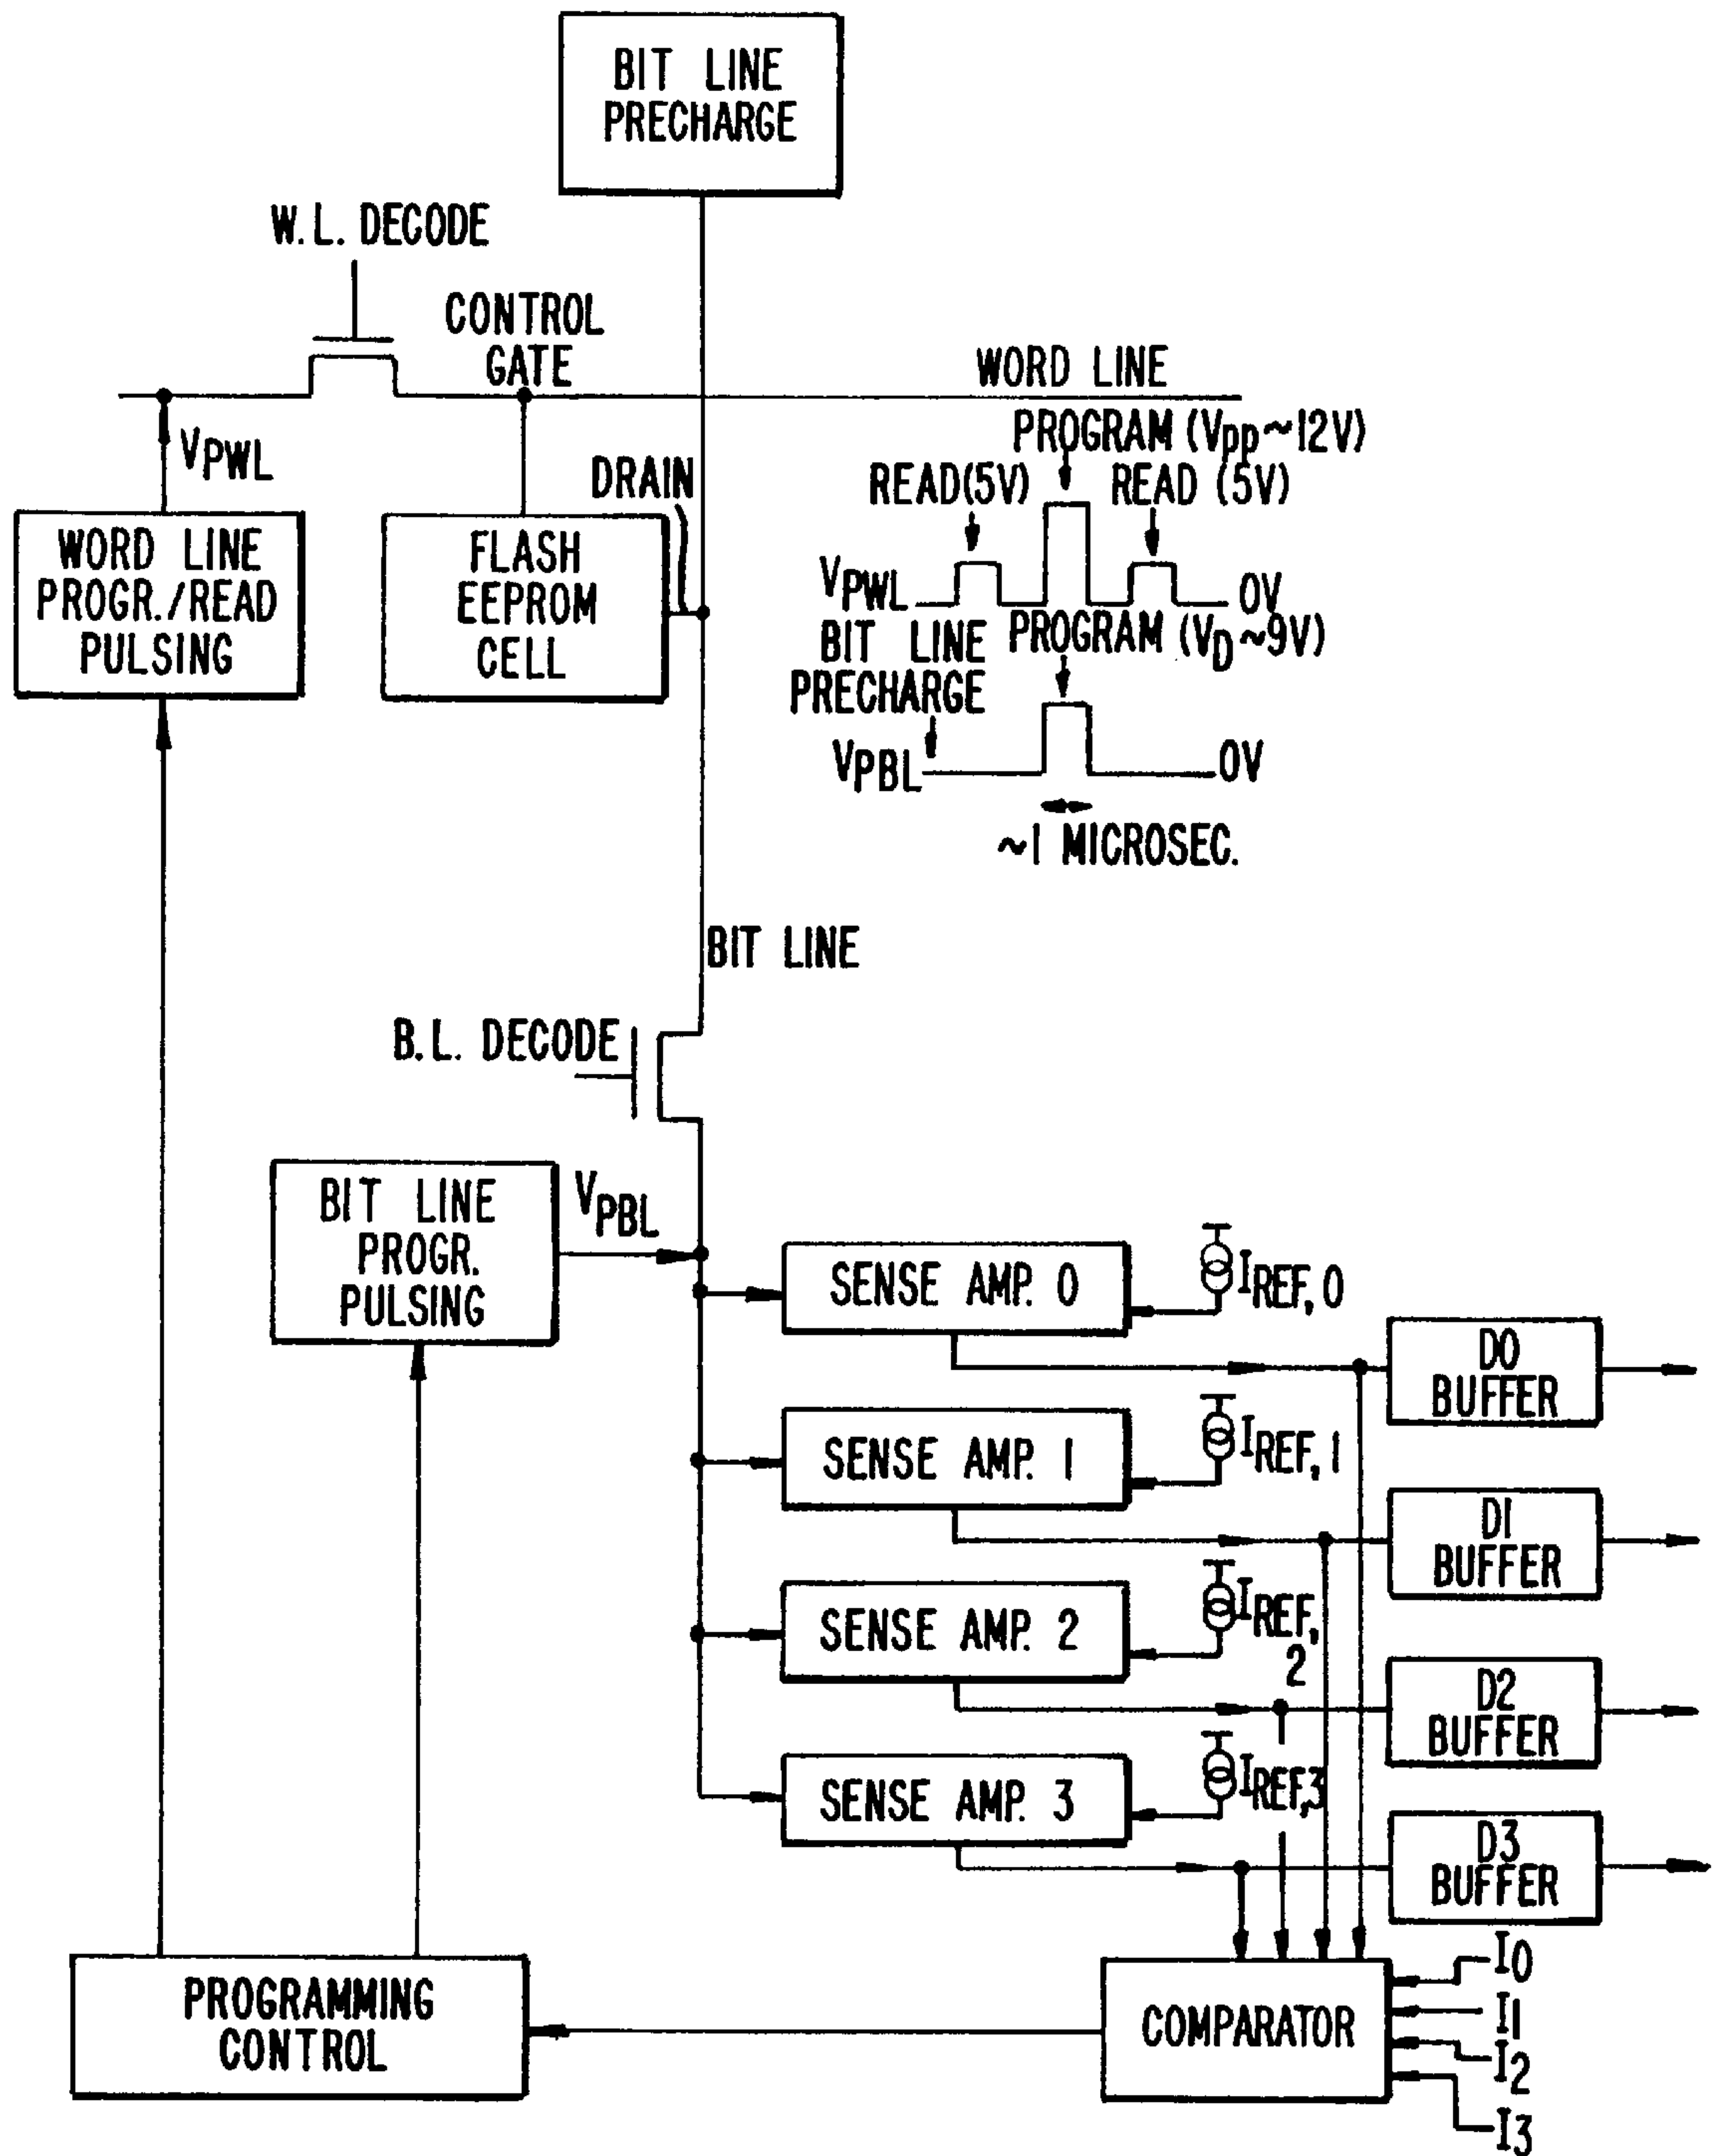 BIT LINE
PRECHARGE
W.L. DECODE
CONTROL
GATE
WORD LINE
PROGRAM (Vpp~12V)
READ(5V)
READ (5V)
VPWL
DRAIN
WORD LINE
PROGR./READ
PULSING
FLASH
EEPROM
CELL
VPWL
0V
BIT LINE
PRECHARGE
PROGRAM (VD~9V)
VPBL
0V
~1 MICROSEC.
BIT LINE
B.L. DECODE
BIT LINE
PROGR.
PULSING
VPBL
SENSE AMP. 0
IREF, 0
D0
BUFFER
SENSE AMP. 1
IREF, 1
D1
BUFFER
SENSE AMP. 2
IREF,
2
D2
BUFFER
SENSE AMP. 3
IREF,3
D3
BUFFER
PROGRAMMING
CONTROL
COMPARATOR
I0
I1
I2
I3